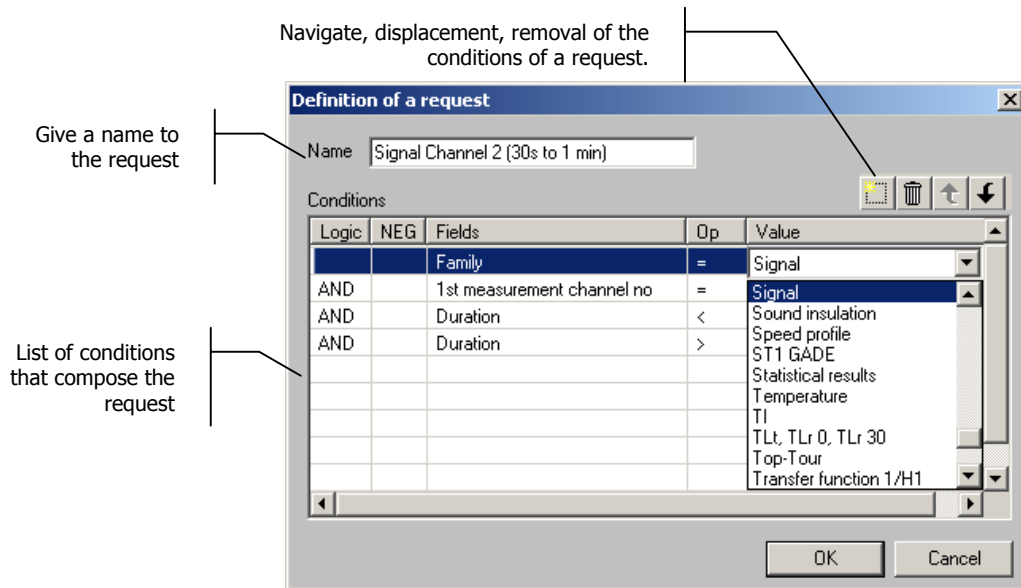 Navigate, displacement, removal of the
conditions of a request.
Definition of a request
Give a name to
the request
Name Signal Channel 2 (30s to 1 min)
Conditions
Logic NEG Fields Op Value
Family = Signal
AND 1st measurement channel no = Signal
AND Duration < Sound insulation
Speed profile
AND Duration >
ST1 GADE
Statistical results
Temperature
TI
TLt, TLr 0, TLr 30
Top-Tour
Transfer function 1/H1
List of conditions
that compose the
request
OK Cancel